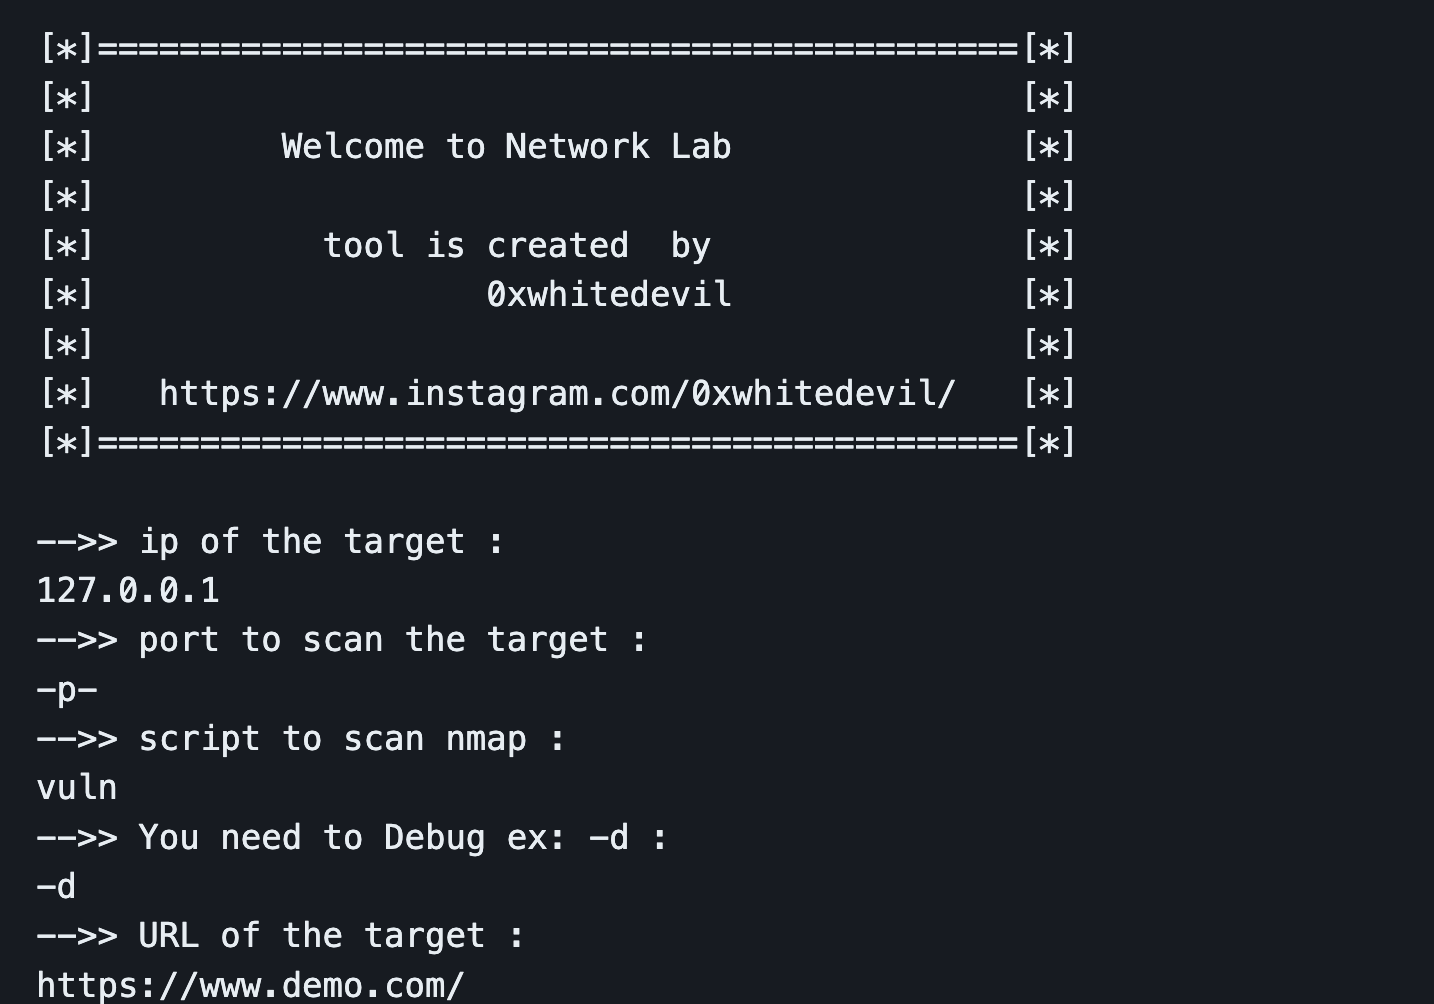 [*]=============================================[*]
[*]                                             [*]
[*]         Welcome to Network Lab              [*]
[*]                                             [*]
[*]           tool is created  by               [*]
[*]                   0xwhitedevil              [*]
[*]                                             [*]
[*]   https://www.instagram.com/0xwhitedevil/   [*]
[*]=============================================[*]
-->> ip of the target :
127.0.0.1
-->> port to scan the target :
-p-
-->> script to scan nmap :
vuln
-->> You need to Debug ex: -d :
-d
-->> URL of the target :
https://www.demo.com/